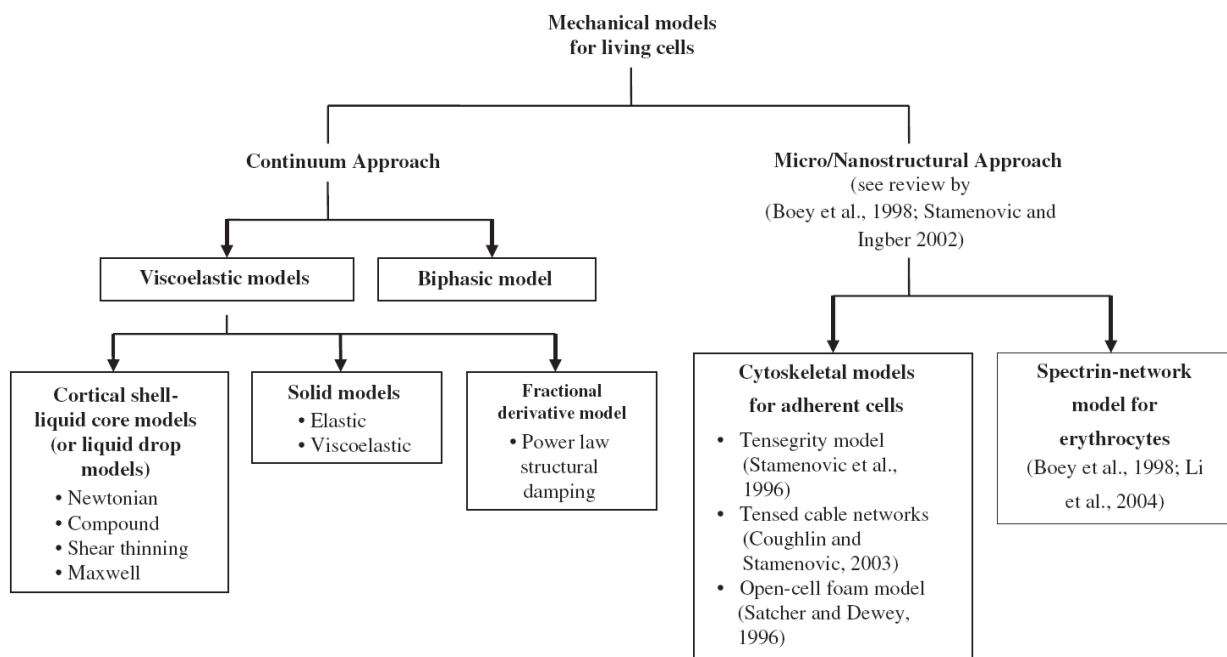 Mechanical models
for living cells
Continuum Approach
Micro/Nanostructural Approach
(see review by
(Boey et al., 1998; Stamenovic and
Ingber 2002)
Viscoelastic models
Biphasic model
Cortical shell-
liquid core models
(or liquid drop
models)
• Newtonian
• Compound
• Shear thinning
• Maxwell
Solid models
• Elastic
• Viscoelastic
Fractional
derivative model
• Power law
structural
damping
Cytoskeletal models
for adherent cells
• Tensegrity model
(Stamenovic et al.,
1996)
• Tensed cable networks
(Coughlin and
Stamenovic, 2003)
• Open-cell foam model
(Satcher and Dewey,
1996)
Spectrin-network
model for
erythrocytes
(Boey et al., 1998; Li
et al., 2004)